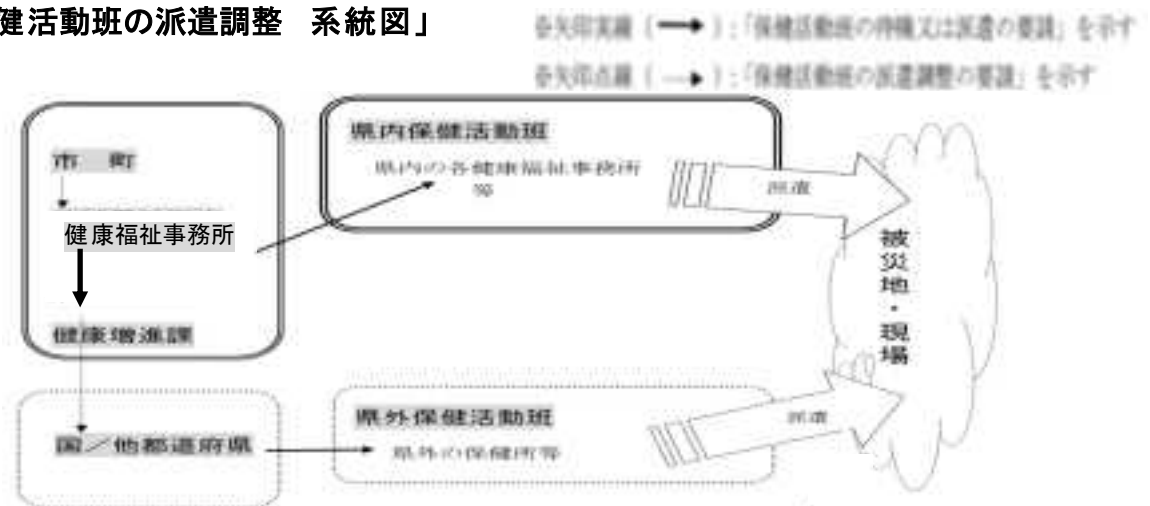 健活動班の派遣調整　系統図」
※矢印実線（ → ）：「保健活動班の待機又は派遣の要請」を示す
※矢印点線（ → ）：「保健活動班の派遣調整の要請」を示す
県内保健活動班
県内の各健康福祉事務所
等
市　町
派遣
健康福祉事務所
被災地・現場
健康増進課
県外保健活動班
県外の保健所等
派遣
国／他都道府県